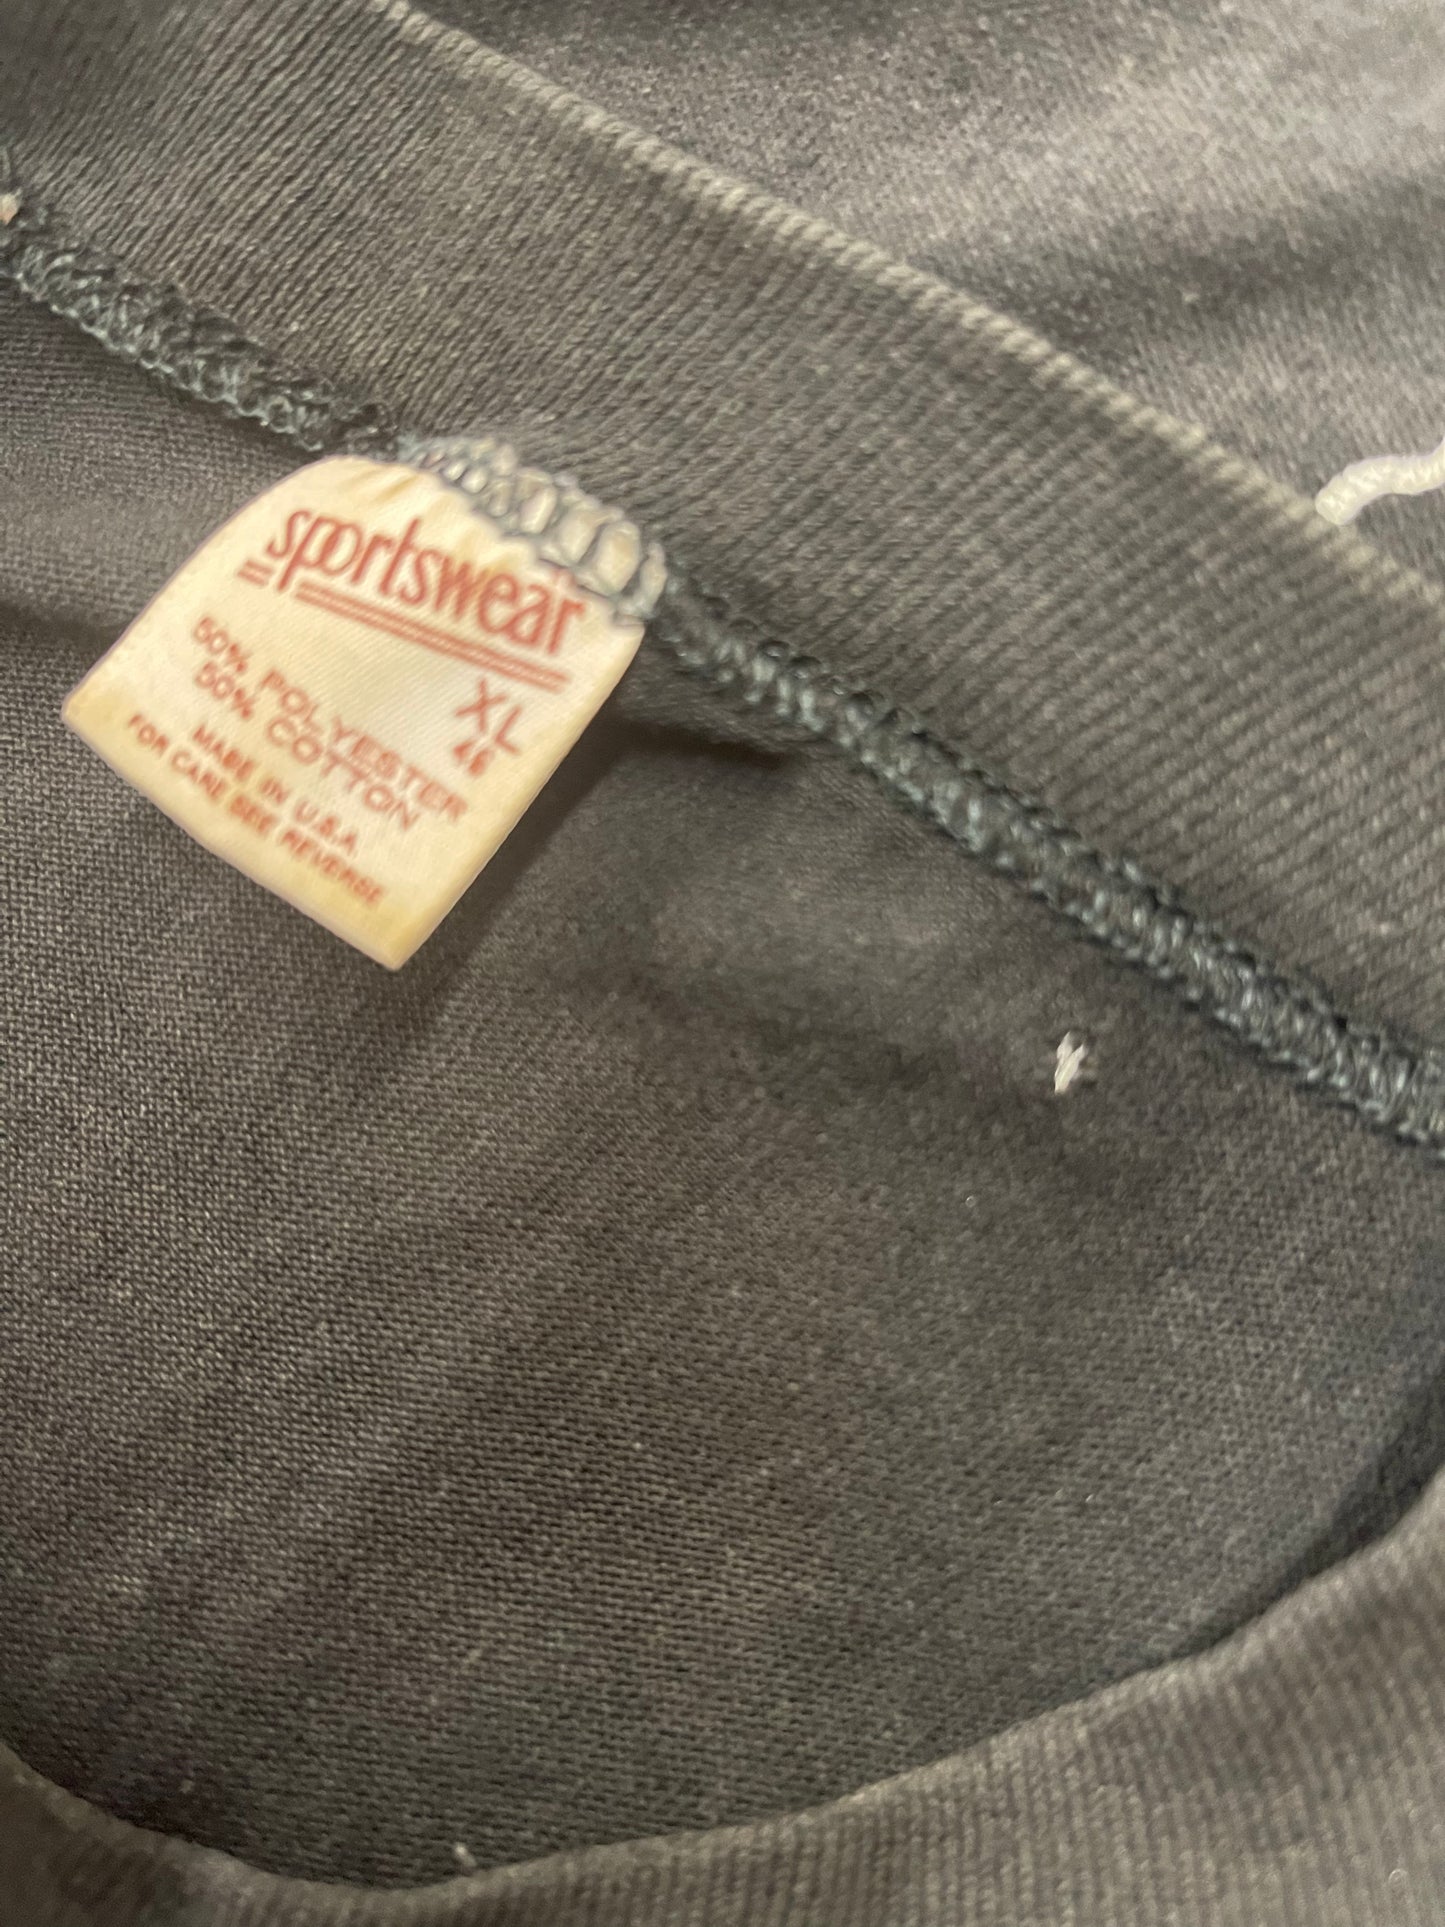 sportswear
XL
46
50% POLYESTER
50% COTTON
MADE IN U.S.A
FOR CARE SEE REVERSE